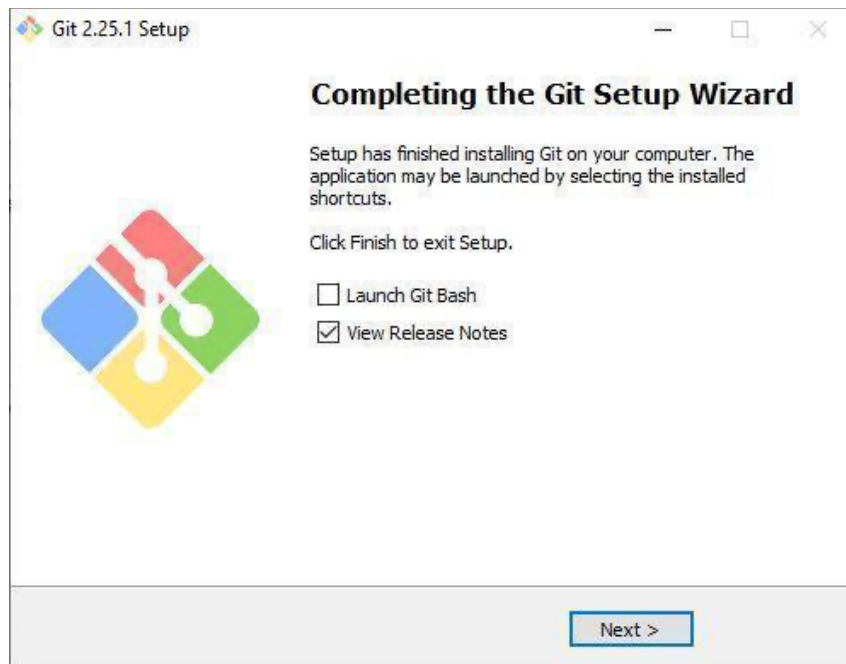 Git 2.25.1 Setup
Completing the Git Setup Wizard
Setup has finished installing Git on your computer. The
application may be launched by selecting the installed
shortcuts.
Click Finish to exit Setup.
Launch Git Bash
View Release Notes
Next >